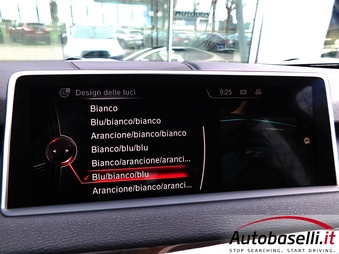 Design delle luci
9:25
Bianco
Blu/bianco/bianco
Arancione/bianco/bianco
Bianco/blu/blu
Bianco/arancione/aranci...
Blu/bianco/blu
Arancione/bianco/aranci...
Autobaselli.it
STOP SEARCHING, START DRIVING.